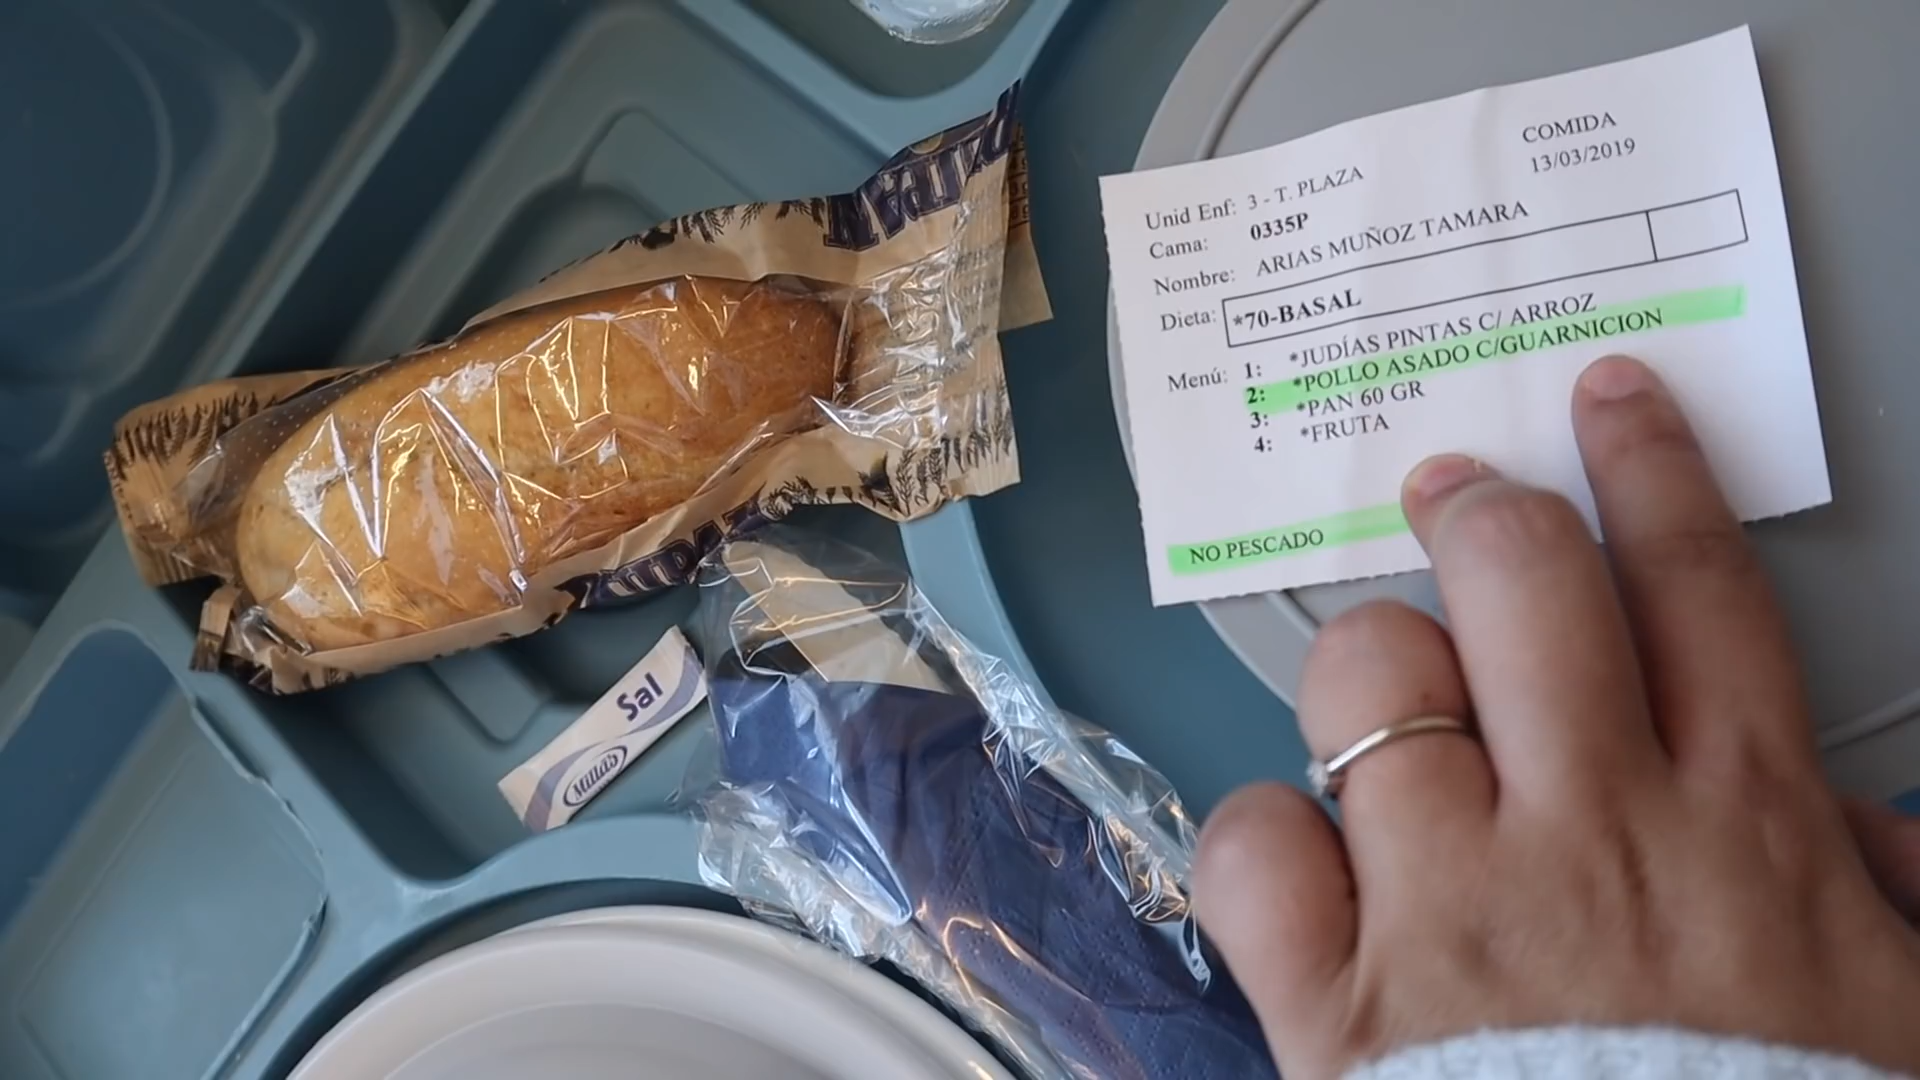 COMIDA
13/03/2019
Unid Enf: 3 - T. PLAZA
Cama: 0335P
Nombre: ARIAS MUÑOZ TAMARA
Dieta: *70-BASAL
Menú: 1: *JUDÍAS PINTAS C/ ARROZ
2: *POLLO ASADO C/GUARNICION
3: *PAN 60 GR
4: *FRUTA
NO PESCADO
Sal